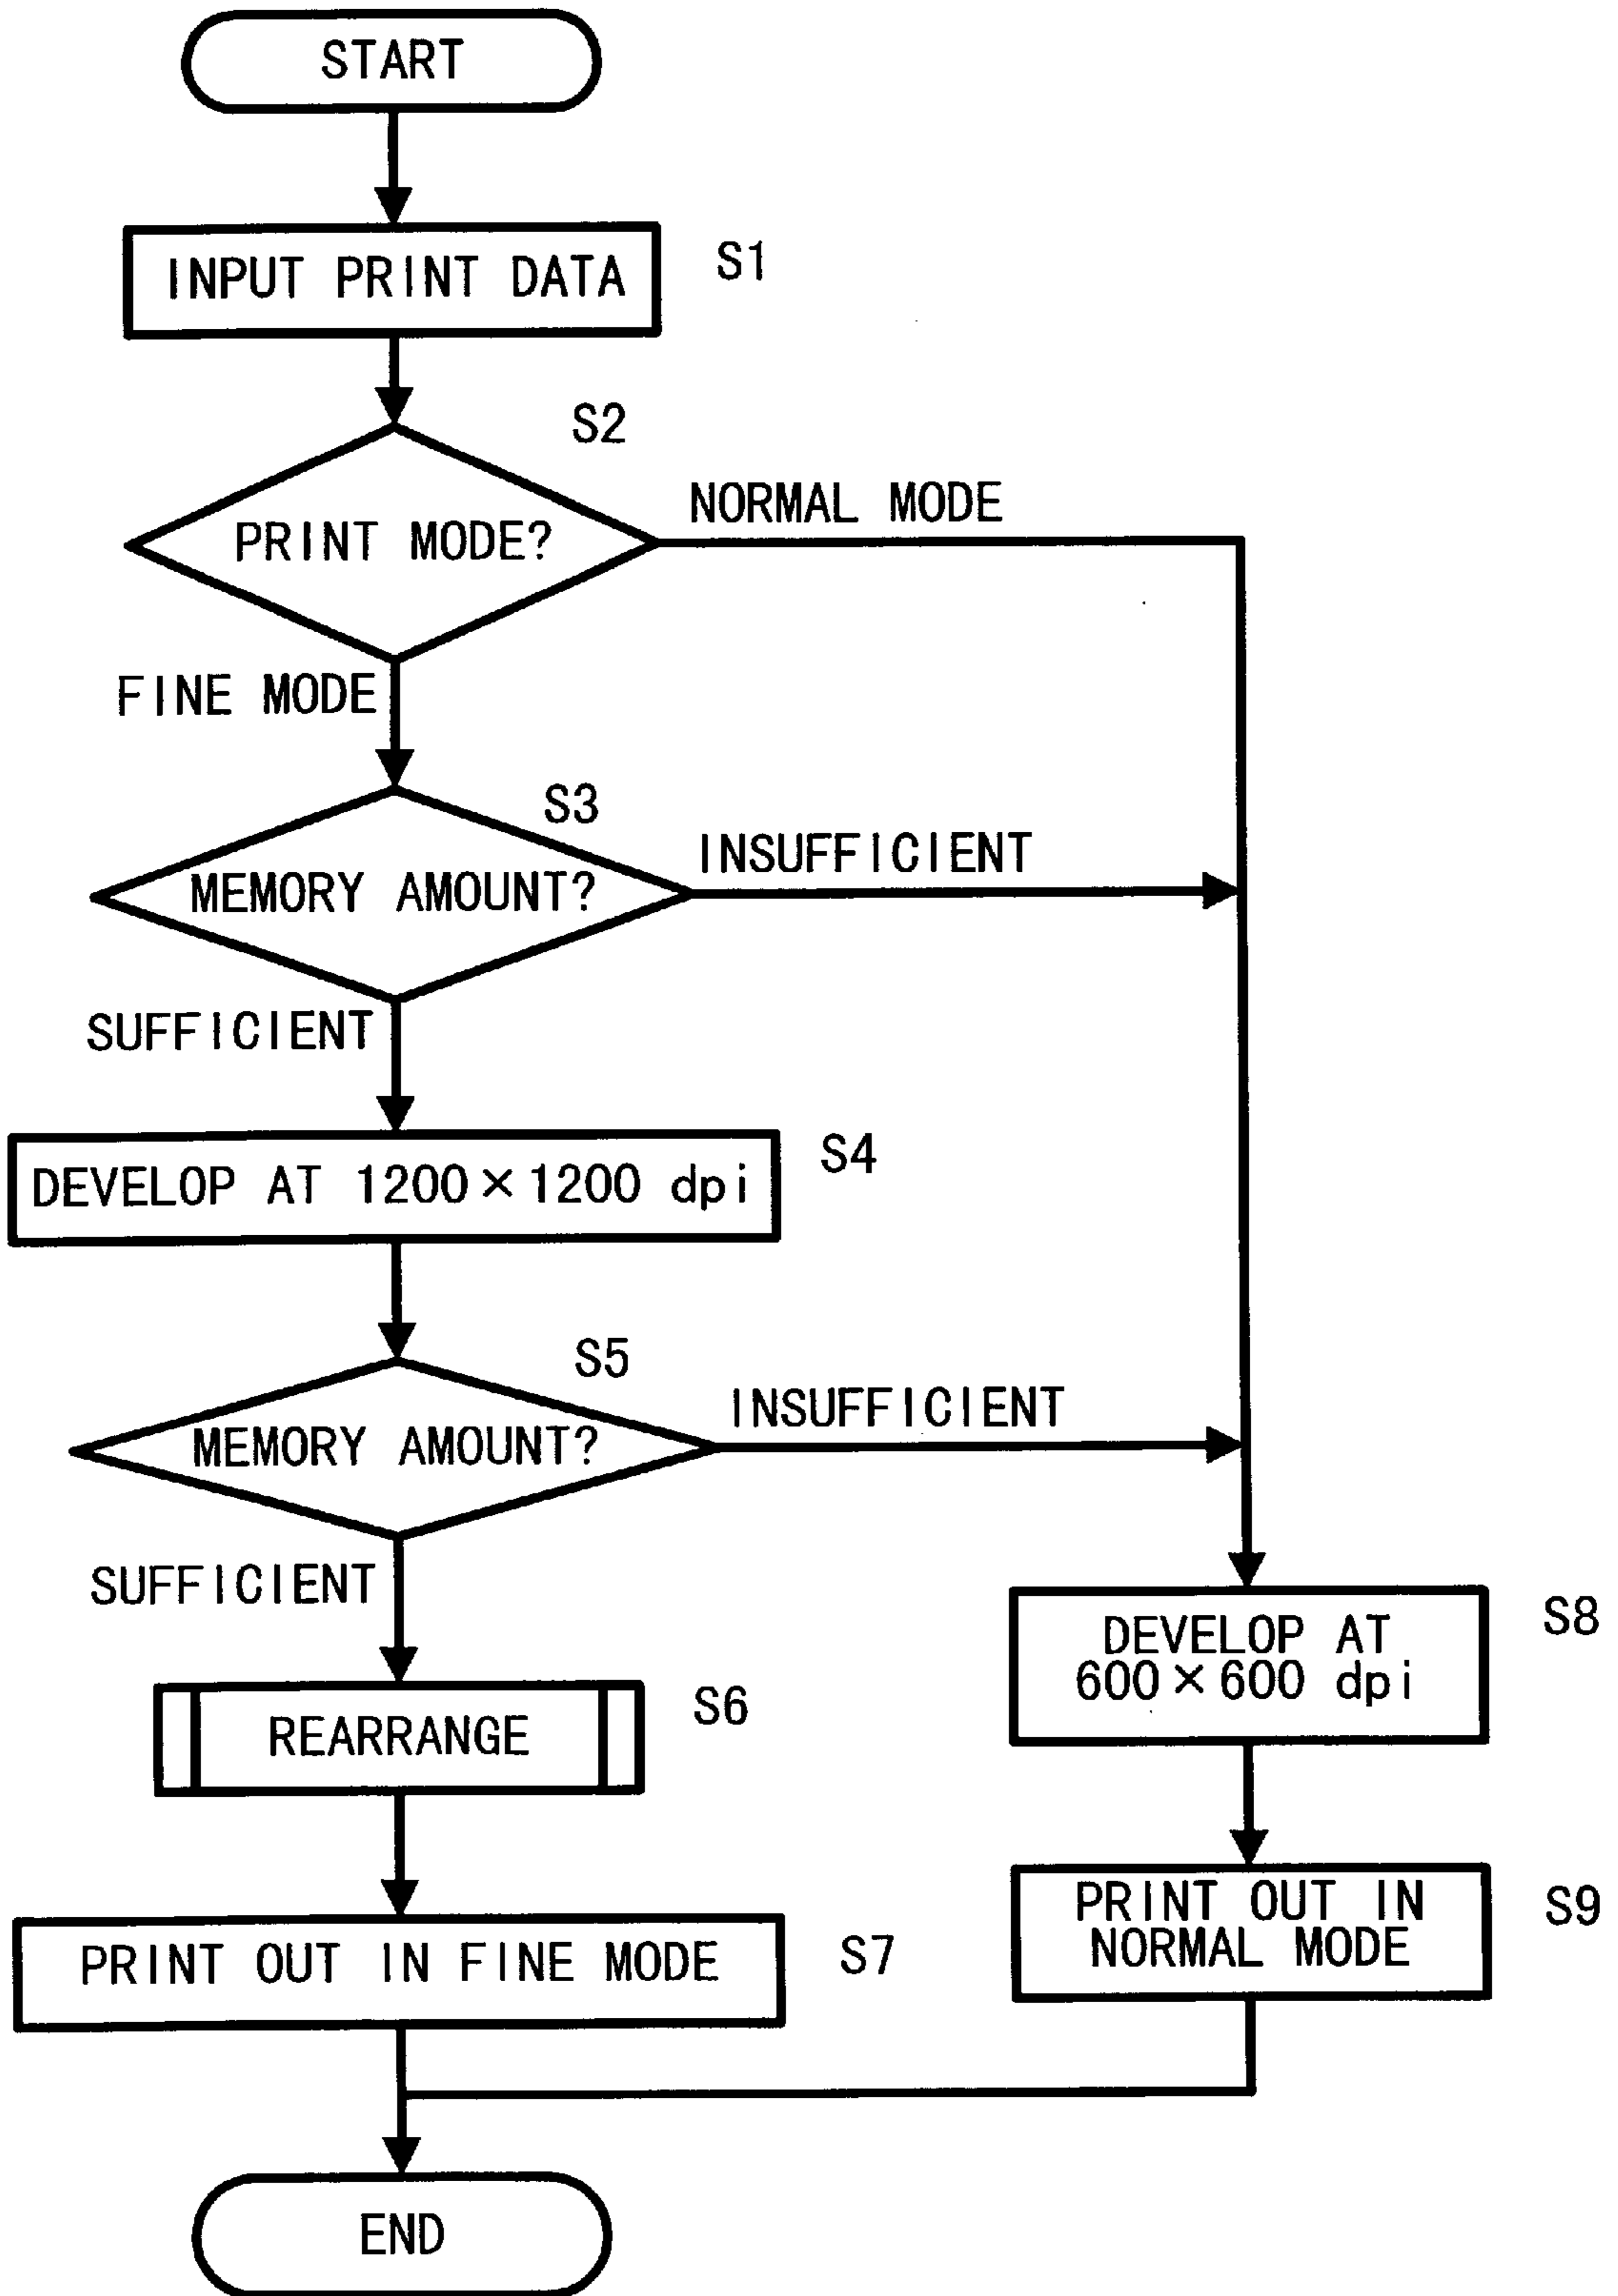 START
INPUT PRINT DATA
S1
S2
PRINT MODE?
NORMAL MODE
FINE MODE
S3
MEMORY AMOUNT?
INSUFFICIENT
SUFFICIENT
DEVELOP AT 1200×1200 dpi
S4
S5
MEMORY AMOUNT?
INSUFFICIENT
SUFFICIENT
DEVELOP AT
600×600 dpi
S8
REARRANGE
S6
PRINT OUT IN FINE MODE
S7
PRINT OUT IN
NORMAL MODE
S9
END